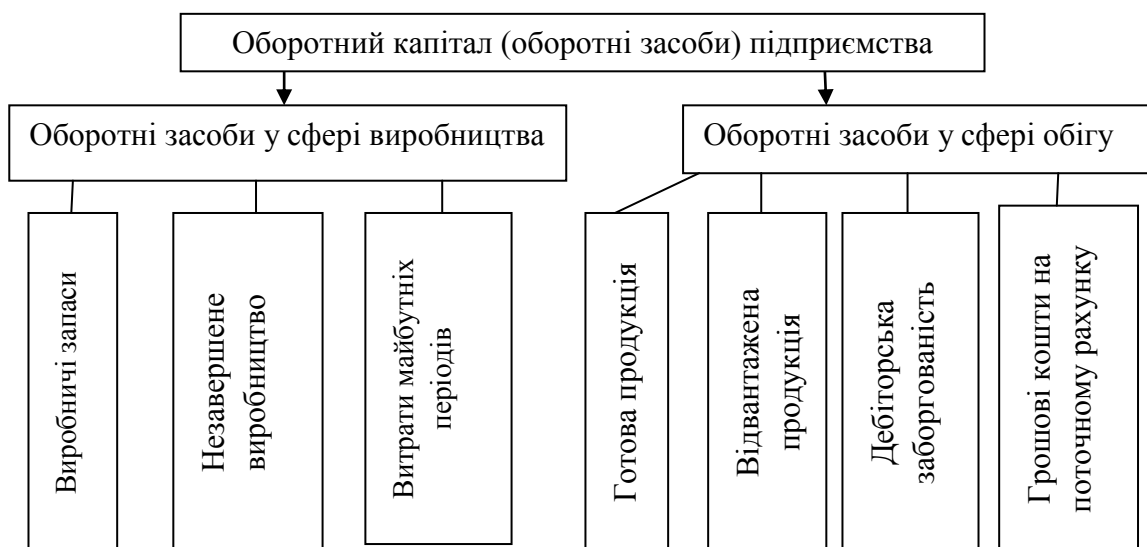 Оборотний капітал (оборотні засоби) підприємства
Оборотні засоби у сфері виробництва
Оборотні засоби у сфері обігу
Виробничі запаси
Незавершене
виробництво
Витрати майбутніх
періодів
Готова продукція
Відвантажена
продукція
Дебіторська
заборгованість
Грошові кошти на
поточному рахунку